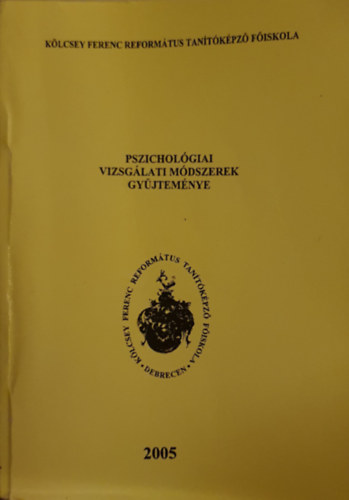 KÖLCSEY FERENC REFORMÁTUS TANÍTÓKÉPZŐ FŐISKOLA
PSZICHOLÓGIAI
VIZSGÁLATI MÓDSZEREK
GYŰJTEMÉNYE
KÖLCSEY FERENC REFORMÁTUS TANÍTÓKÉPZŐ FŐISKOLA
• DEBRECEN •
2005